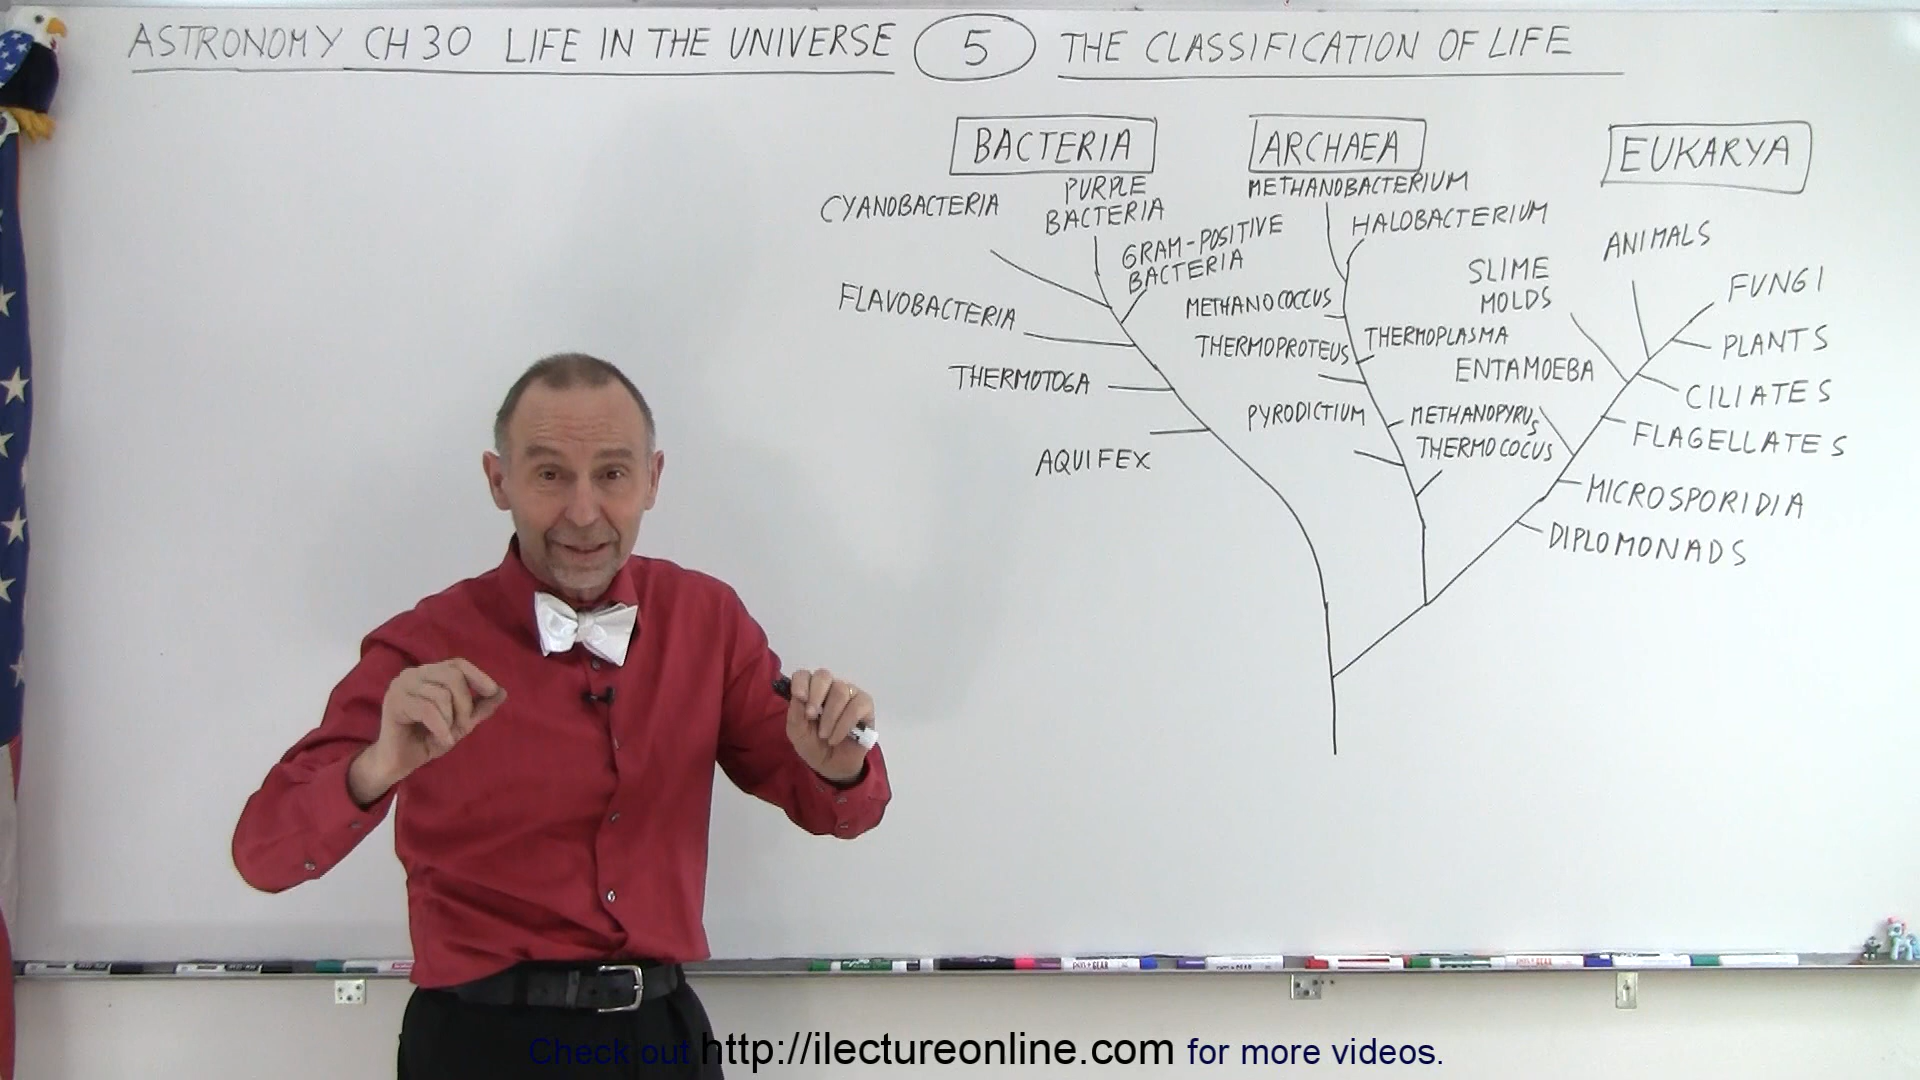 ASTRONOMY CH 30 LIFE IN THE UNIVERSE 5 THE CLASSIFICATION OF LIFE
BACTERIA
ARCHAEA
EUKARYA
CYANOBACTERIA
PURPLE
BACTERIA
GRAM-POSITIVE
BACTERIA
FLAVOBACTERIA
THERMOTOGA
AQUIFEX
METHANOBACTERIUM
HALOBACTERIUM
METHANOCOCCUS
THERMOPLASMA
THERMOPROTEUS
PYRODICTIUM
METHANOPYRUS
THERMOCOCUS
SLIME
MOLDS
ENTAMOEBA
ANIMALS
FUNGI
PLANTS
CILIATES
FLAGELLATES
MICROSPORIDIA
DIPLOMONADS
Check out http://ilectureonline.com for more videos.